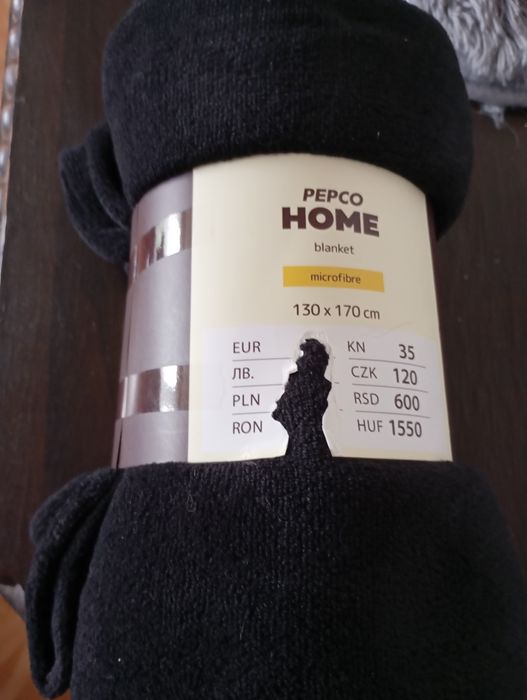 PEPCO
HOME
blanket
microfibre
130 x 170 cm
EUR
ЛВ.
PLN
RON
KN 35
CZK 120
RSD 600
HUF 1550